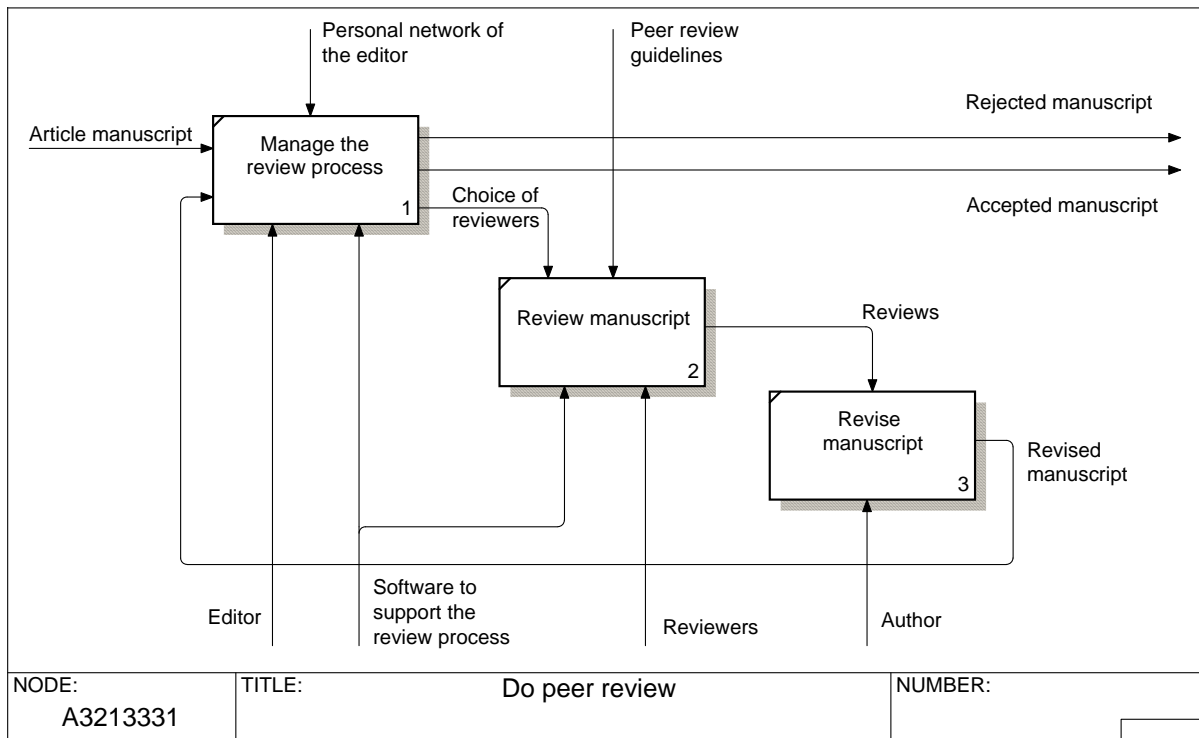 Personal network of
the editor
Peer review
guidelines
Article manuscript
Manage the
review process
1
Rejected manuscript
Accepted manuscript
Choice of
reviewers
Review manuscript
2
Reviews
Revise
manuscript
3
Revised
manuscript
Editor
Software to
support the
review process
Reviewers
Author
NODE:
A3213331
TITLE:
Do peer review
NUMBER: